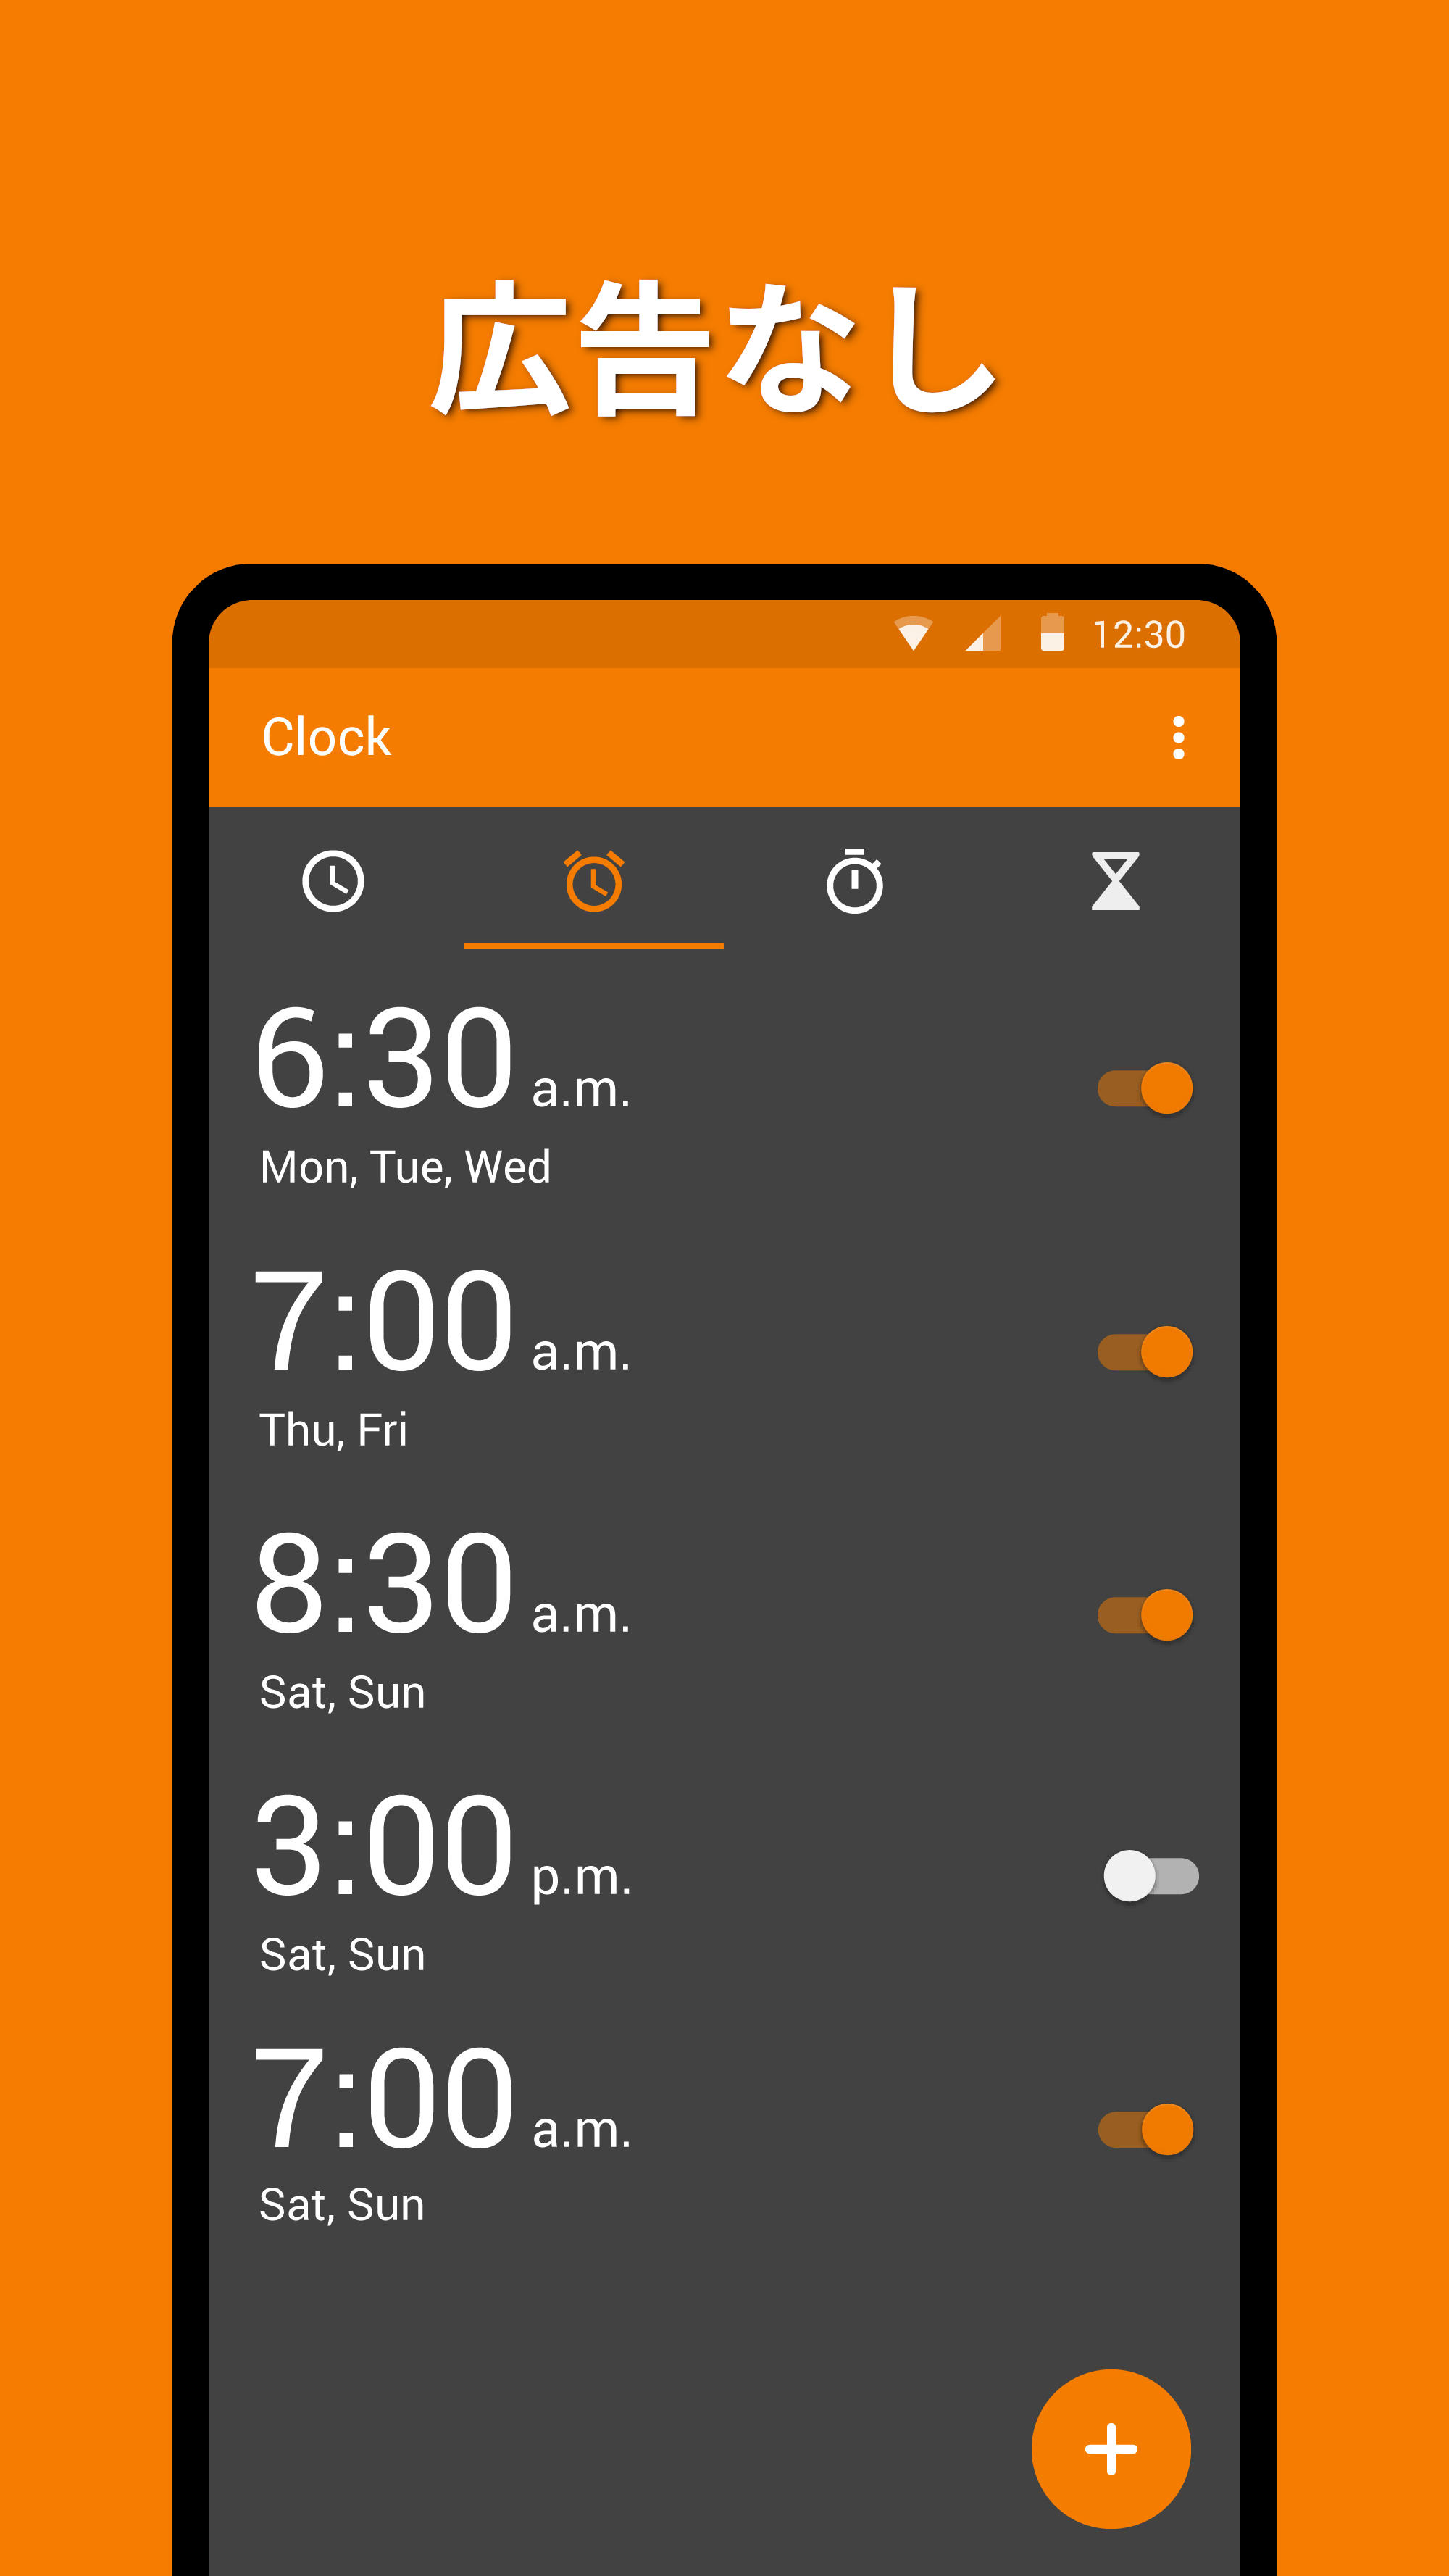 広告なし
12:30
Clock
6:30 a.m.
Mon, Tue, Wed
7:00 a.m.
Thu, Fri
8:30 a.m.
Sat, Sun
3:00 p.m.
Sat, Sun
7:00 a.m.
Sat, Sun